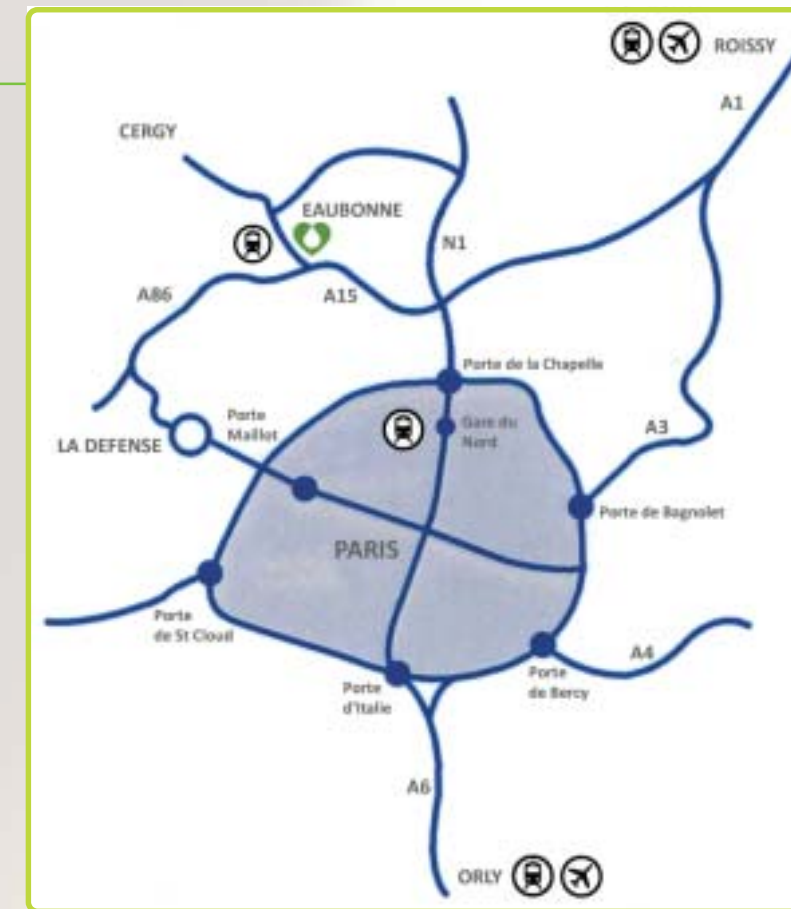 ROISSY
A1
CERGY
EAUBONNE
N1
A86
A15
Porte de la Chapelle
Porte
Maillot
Gare du
Nord
LA DEFENSE
A3
Porte de Bagnolet
PARIS
Porte
de St Cloud
A4
Porte
d'Italie
Porte
de Bercy
A6
ORLY